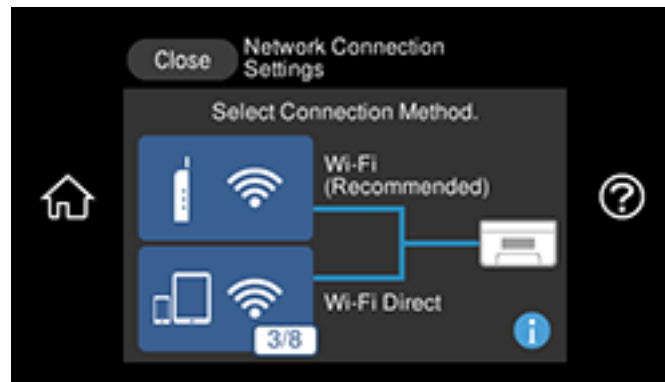 Close
Network Connection
Settings
Select Connection Method.
Wi-Fi
(Recommended)
Wi-Fi Direct
3/8
i
?